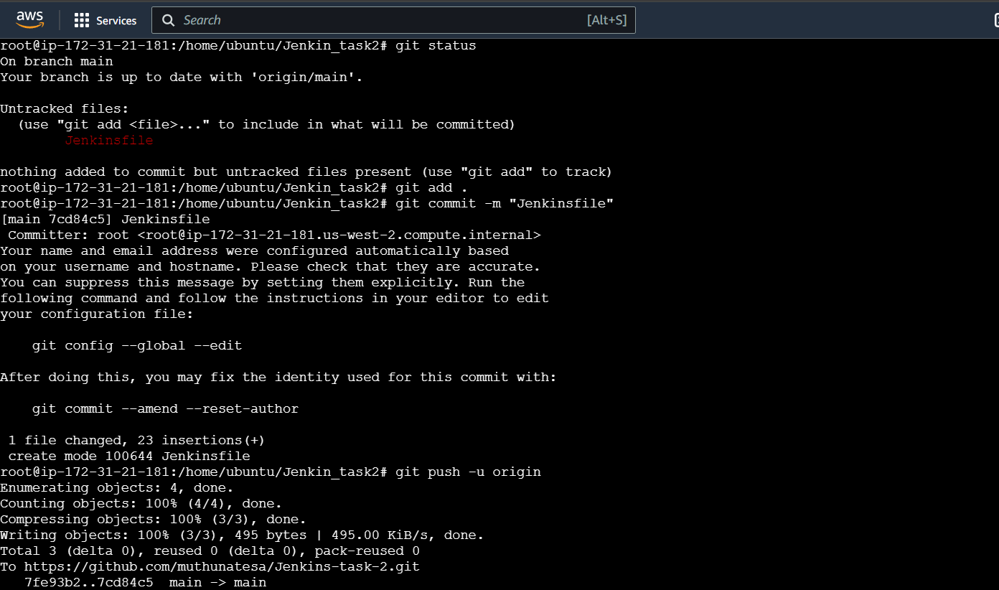 aws Services Search [Alt+S]
root@ip-172-31-21-181:/home/ubuntu/Jenkin_task2# git status
On branch main
Your branch is up to date with 'origin/main'.
Untracked files:
  (use "git add <file>..." to include in what will be committed)
        Jenkinsfile
nothing added to commit but untracked files present (use "git add" to track)
root@ip-172-31-21-181:/home/ubuntu/Jenkin_task2# git add .
root@ip-172-31-21-181:/home/ubuntu/Jenkin_task2# git commit -m "Jenkinsfile"
[main 7cd84c5] Jenkinsfile
 Committer: root <root@ip-172-31-21-181.us-west-2.compute.internal>
Your name and email address were configured automatically based
on your username and hostname. Please check that they are accurate.
You can suppress this message by setting them explicitly. Run the
following command and follow the instructions in your editor to edit
your configuration file:
    git config --global --edit
After doing this, you may fix the identity used for this commit with:
    git commit --amend --reset-author
 1 file changed, 23 insertions(+)
 create mode 100644 Jenkinsfile
root@ip-172-31-21-181:/home/ubuntu/Jenkin_task2# git push -u origin
Enumerating objects: 4, done.
Counting objects: 100% (4/4), done.
Compressing objects: 100% (3/3), done.
Writing objects: 100% (3/3), 495 bytes | 495.00 KiB/s, done.
Total 3 (delta 0), reused 0 (delta 0), pack-reused 0
To https://github.com/muthunatesa/Jenkins-task-2.git
   7fe93b2..7cd84c5  main -> main